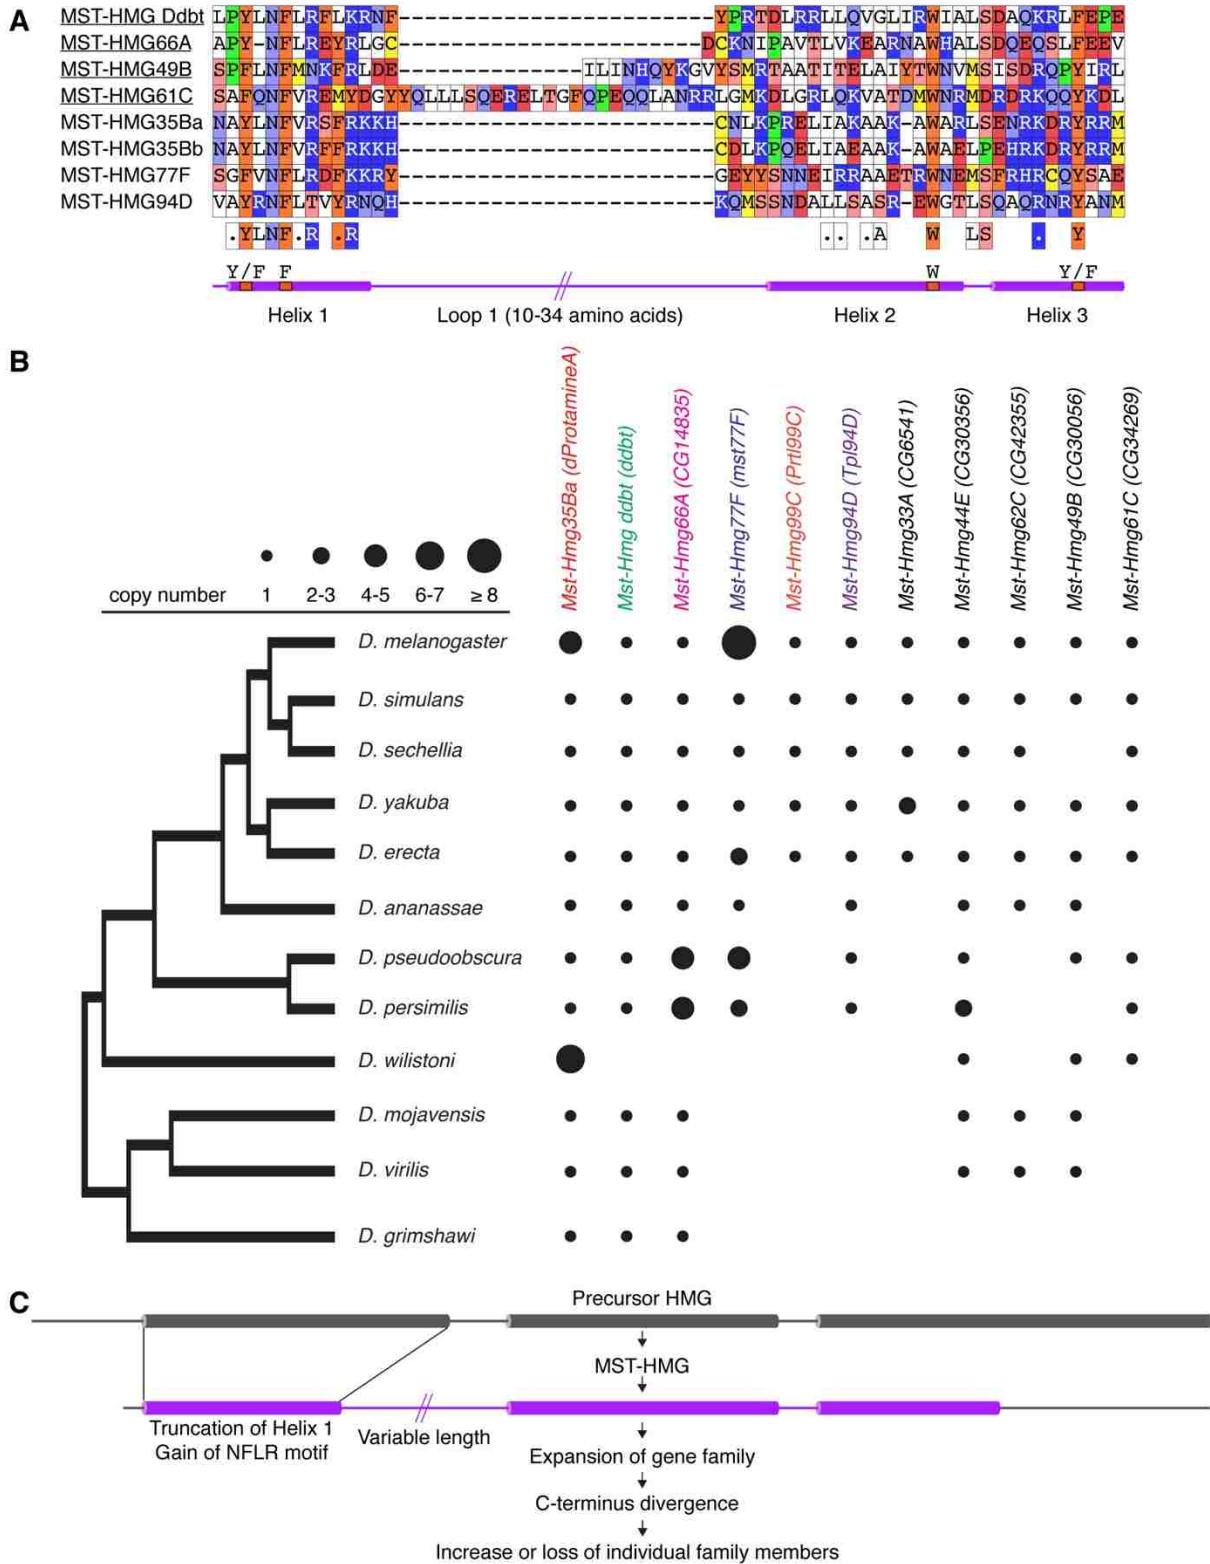 A
MST-HMG Ddbt LPYLNFLRFLKRNF------------------------YPRTDLRRLLQVGLIRWIALSDAQKRLFEPE
MST-HMG66A APY-NFLREYRLGC-----------------------DCKNIPAVTLVKEARNAWHALSDQEQSLFEEV
MST-HMG49B SPFLNFMNKFRLDE--------------ILINHQYKGVYSMRTAATITELAIYTWNVMSISDRQPYIRL
MST-HMG61C SAFQNFVREMYDGYYQLLLSQERELTGFQPEQQLANRRLGMKDLGRLQKVATDMWNRMDRDRKQQYKDL
MST-HMG35Ba NAYLNFVRSFRKKH------------------------CNLKPRELIAKAAK-AWARLSENRKDRYRRM
MST-HMG35Bb NAYLNFVRFFRKKH------------------------CDLKPQELIAEAAK-AWAELPEHRKDRYRRM
MST-HMG77F SGFVNFLRDFKKRY------------------------GEYYSNNEIRRAAETRWNEMSFRHRCQYSAE
MST-HMG94D VAYRNFLTVYRNQH------------------------KQMSSNDALLSASR-EWGTLSQAQRNRYANM
.YLNF.R .R .. .A W LS . Y
Y/F F W Y/F
Helix 1 Loop 1 (10-34 amino acids) Helix 2 Helix 3
B
Mst-Hmg35Ba (dProtamineA)
Mst-Hmg ddbt (ddbt)
Mst-Hmg66A (CG14835)
Mst-Hmg77F (mst77F)
Mst-Hmg99C (Prtl99C)
Mst-Hmg94D (Tpl94D)
Mst-Hmg33A (CG6541)
Mst-Hmg44E (CG30356)
Mst-Hmg62C (CG42355)
Mst-Hmg49B (CG30056)
Mst-Hmg61C (CG34269)
copy number 1 2-3 4-5 6-7 ≥ 8
D. melanogaster
D. simulans
D. sechellia
D. yakuba
D. erecta
D. ananassae
D. pseudoobscura
D. persimilis
D. wilistoni
D. mojavensis
D. virilis
D. grimshawi
C
Precursor HMG
MST-HMG
Truncation of Helix 1
Gain of NFLR motif
Variable length
Expansion of gene family
C-terminus divergence
Increase or loss of individual family members